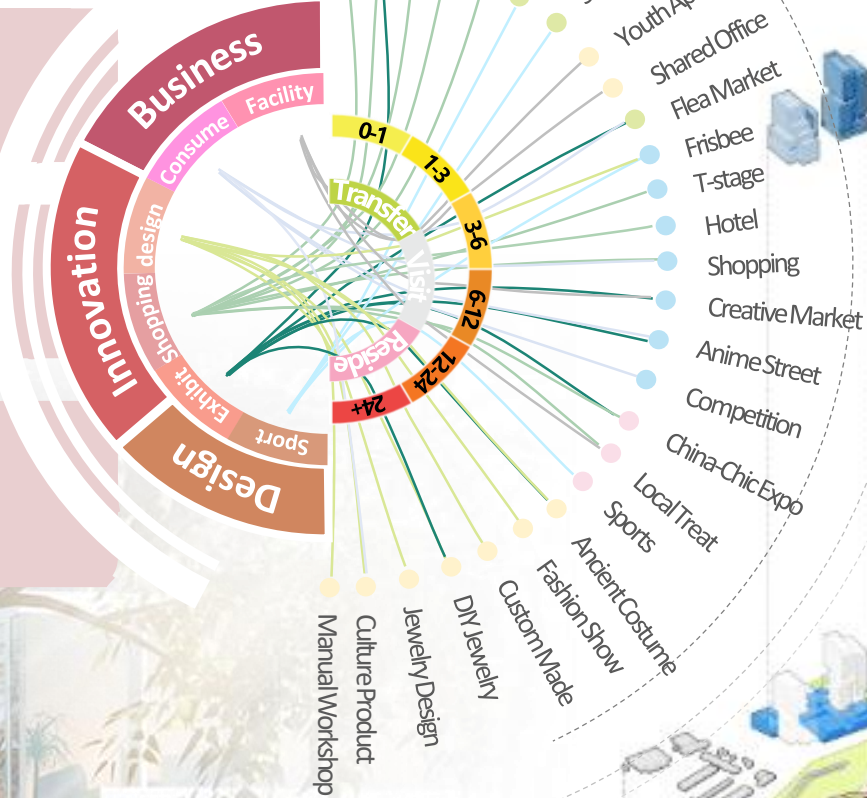 Business
Innovation
Design
Facility
Consume
design
Shopping
Exhibit
Sport
Transfer
Visit
Reside
0-1
1-3
3-6
6-12
12-24
24+
Shared Office
Flea Market
Frisbee
T-stage
Hotel
Shopping
Creative Market
Anime Street
Competition
China-Chic Expo
Local Treat
Sports
Ancient Costume
Fashion Show
Custom Made
DIY Jewelry
Jewelry Design
Culture Product
Manual Workshop
Youth